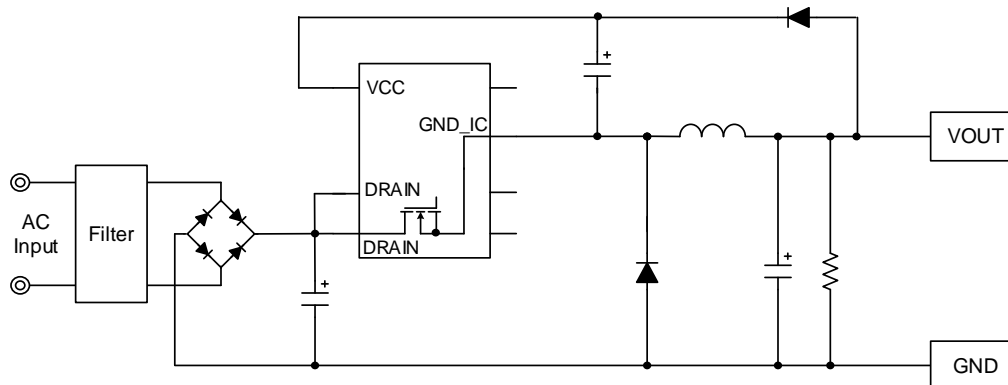 VCC
GND_IC
VOUT
DRAIN
AC
Input
Filter
DRAIN
+
+
+
GND